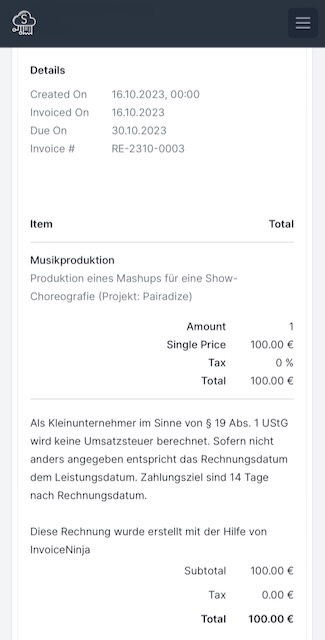 S
Details
Created On 16.10.2023, 00:00
Invoiced On 16.10.2023
Due On 30.10.2023
Invoice # RE-2310-0003
Item Total
Musikproduktion
Produktion eines Mashups für eine Show-
Choreografie (Projekt: Pairadize)
Amount 1
Single Price 100.00 €
Tax 0 %
Total 100.00 €
Als Kleinunternehmer im Sinne von § 19 Abs. 1 UStG
wird keine Umsatzsteuer berechnet. Sofern nicht
anders angegeben entspricht das Rechnungsdatum
dem Leistungsdatum. Zahlungsziel sind 14 Tage
nach Rechnungsdatum.
Diese Rechnung wurde erstellt mit der Hilfe von
InvoiceNinja
Subtotal 100.00 €
Tax 0.00 €
Total 100.00 €